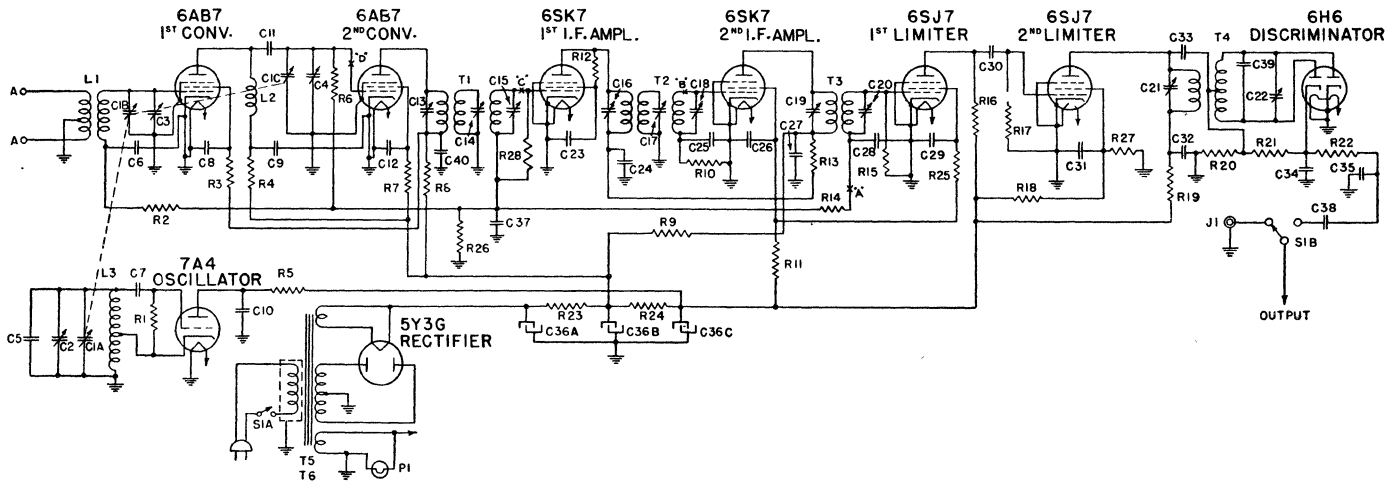 6AB7
1ST CONV.
6AB7
2ND CONV.
6SK7
1ST I.F. AMPL.
6SK7
2ND I.F. AMPL.
6SJ7
1ST LIMITER
6SJ7
2ND LIMITER
6H6
DISCRIMINATOR
A
A
L1
C1B
C3
C6
C8
R3
L2
C11
C1C
C4
R6
"D"
R4
C9
C12
R7
C13
T1
C14
C15
"C"
C40
R6
R28
R12
C23
C16
C24
T2
C17
"B"
C18
C25
R10
C26
C19
C27
T3
R13
C20
C28
R15
"A"
R14
C29
R25
R16
C30
R17
C31
R27
R18
C33
C21
C32
R19
T4
C39
C22
R20
R21
R22
C34
C35
C38
J1
S1B
OUTPUT
R2
R26
C37
R9
R11
7A4
OSCILLATOR
L3
C7
R1
C5
C2
C1A
C10
R5
5Y3G
RECTIFIER
R23
R24
C36A
C36B
C36C
S1A
T5
T6
P1